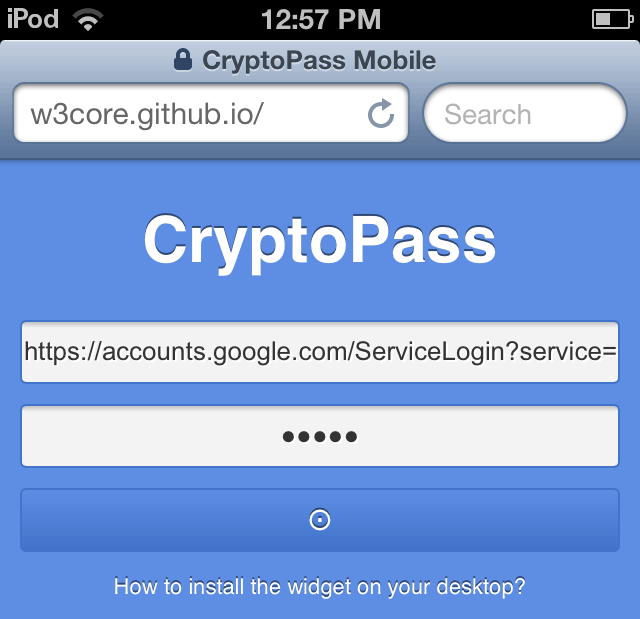 iPod 12:57 PM
CryptoPass Mobile
w3core.github.io/ Search
CryptoPass
https://accounts.google.com/ServiceLogin?service=
•••••
How to install the widget on your desktop?